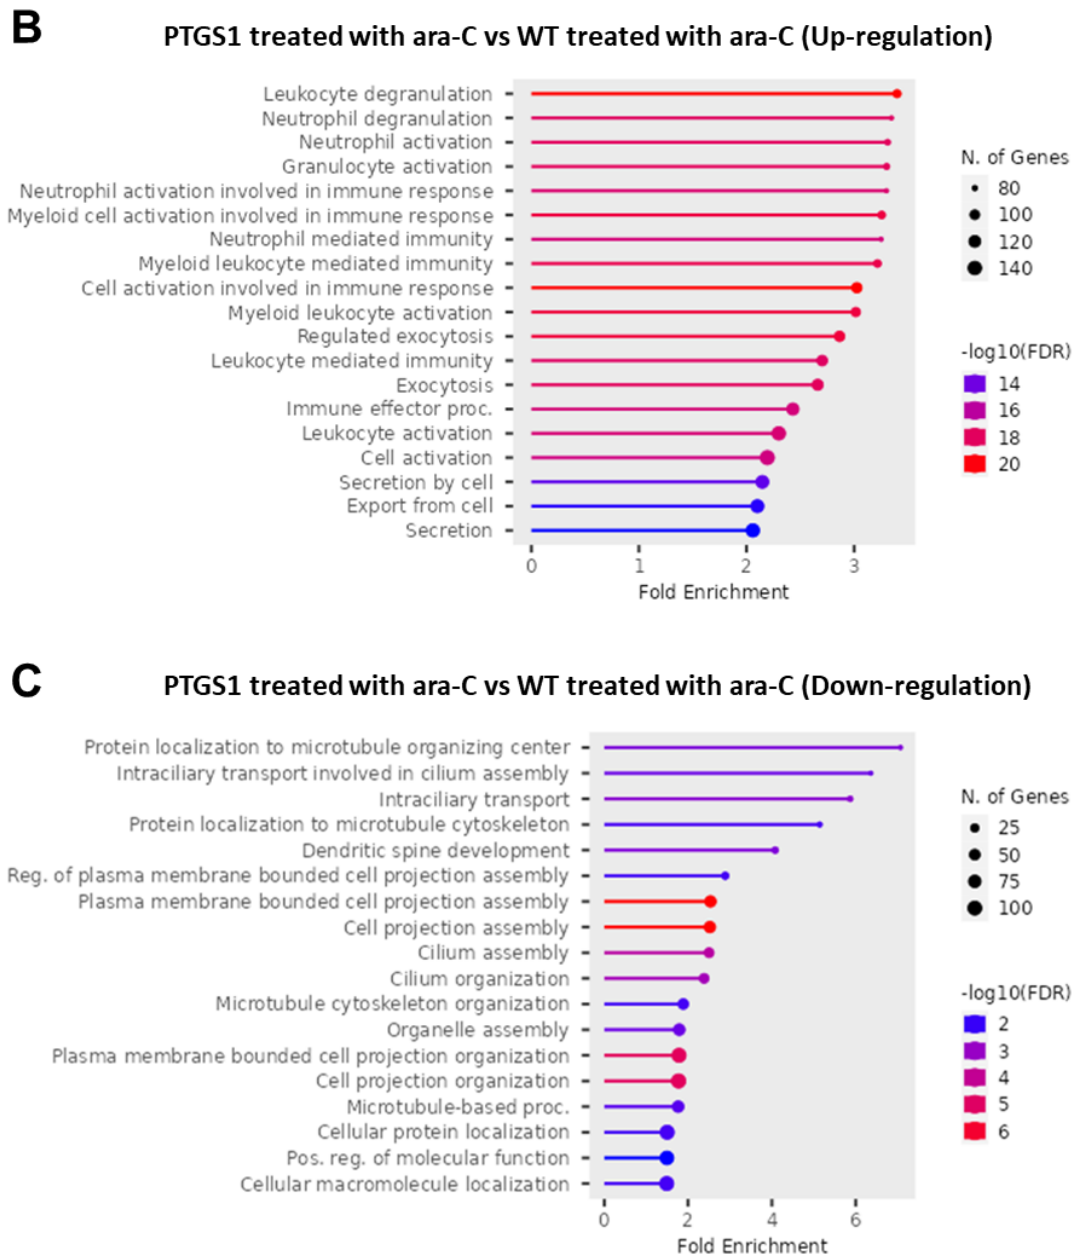 B
PTGS1 treated with ara-C vs WT treated with ara-C (Up-regulation)
Leukocyte degranulation
Neutrophil degranulation
Neutrophil activation
Granulocyte activation
Neutrophil activation involved in immune response
Myeloid cell activation involved in immune response
Neutrophil mediated immunity
Myeloid leukocyte mediated immunity
Cell activation involved in immune response
Myeloid leukocyte activation
Regulated exocytosis
Leukocyte mediated immunity
Exocytosis
Immune effector proc.
Leukocyte activation
Cell activation
Secretion by cell
Export from cell
Secretion
0 1 2 3
Fold Enrichment
N. of Genes
80
100
120
140
-log10(FDR)
14
16
18
20
C
PTGS1 treated with ara-C vs WT treated with ara-C (Down-regulation)
Protein localization to microtubule organizing center
Intraciliary transport involved in cilium assembly
Intraciliary transport
Protein localization to microtubule cytoskeleton
Dendritic spine development
Reg. of plasma membrane bounded cell projection assembly
Plasma membrane bounded cell projection assembly
Cell projection assembly
Cilium assembly
Cilium organization
Microtubule cytoskeleton organization
Organelle assembly
Plasma membrane bounded cell projection organization
Cell projection organization
Microtubule-based proc.
Cellular protein localization
Pos. reg. of molecular function
Cellular macromolecule localization
0 2 4 6
Fold Enrichment
N. of Genes
25
50
75
100
-log10(FDR)
2
3
4
5
6